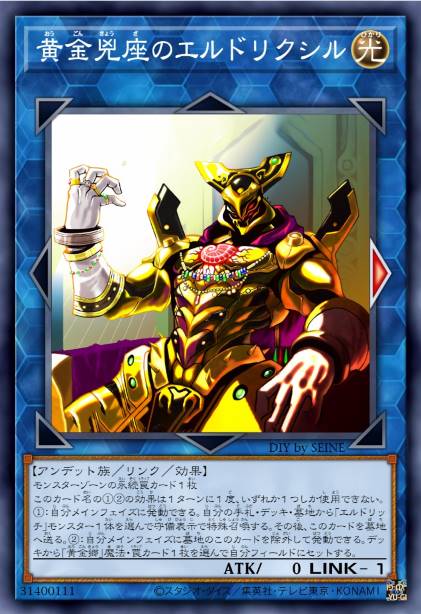 黄金兇座のエルドリクシル
光
DIY by SEINE
【アンデット族／リンク／効果】
モンスターゾーンの永続罠カード１枚
このカード名の①②の効果は１ターンに１度、いずれか１つしか使用できない。
①：自分メインフェイズに発動できる。自分の手札・デッキ・墓地から「エルドリッ
チ」モンスター１体を選んで守備表示で特殊召喚する。その後、このカードを墓地
へ送る。②：自分メインフェイズに墓地のこのカードを除外して発動できる。デ
ッキから「黄金郷」魔法・罠カード１枚を選んで自分フィールドにセットする。
ATK/ 0 LINK-1
31400111
©スタジオ・ダイス／集英社・テレビ東京・KONAMI